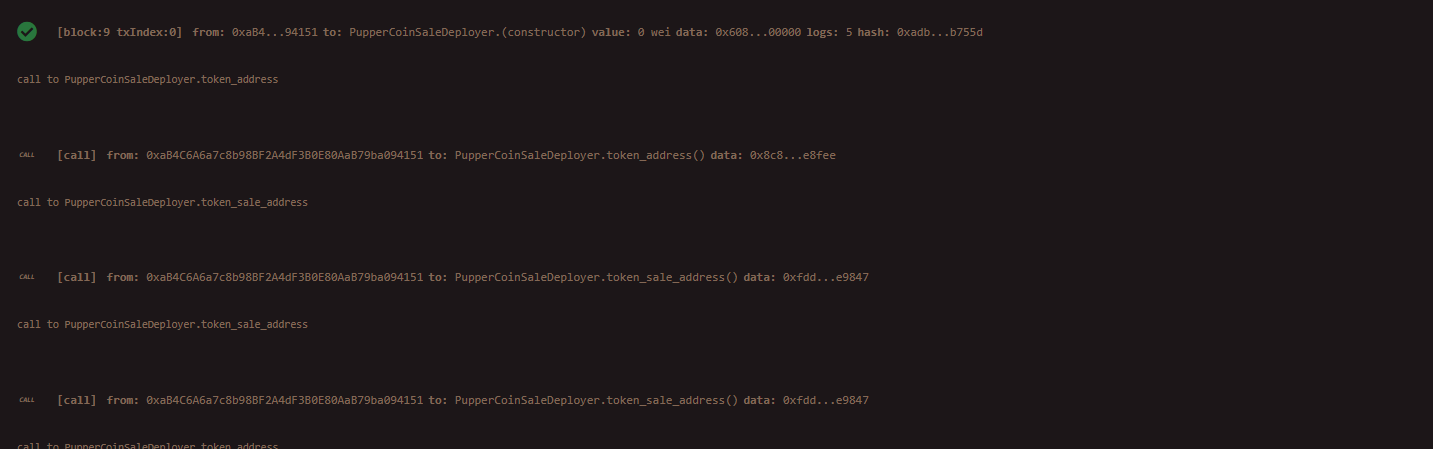 [block:9 txIndex:0] from: 0xaB4...94151 to: PupperCoinSaleDeployer.(constructor) value: 0 wei data: 0x608...00000 logs: 5 hash: 0xadb...b755d
call to PupperCoinSaleDeployer.token_address
CALL [call] from: 0xaB4C6A6a7c8b98BF2A4dF3B0E80AaB79ba094151 to: PupperCoinSaleDeployer.token_address() data: 0x8c8...e8fee
call to PupperCoinSaleDeployer.token_sale_address
CALL [call] from: 0xaB4C6A6a7c8b98BF2A4dF3B0E80AaB79ba094151 to: PupperCoinSaleDeployer.token_sale_address() data: 0xfdd...e9847
call to PupperCoinSaleDeployer.token_sale_address
CALL [call] from: 0xaB4C6A6a7c8b98BF2A4dF3B0E80AaB79ba094151 to: PupperCoinSaleDeployer.token_sale_address() data: 0xfdd...e9847
call to PupperCoinSaleDeployer.token_address